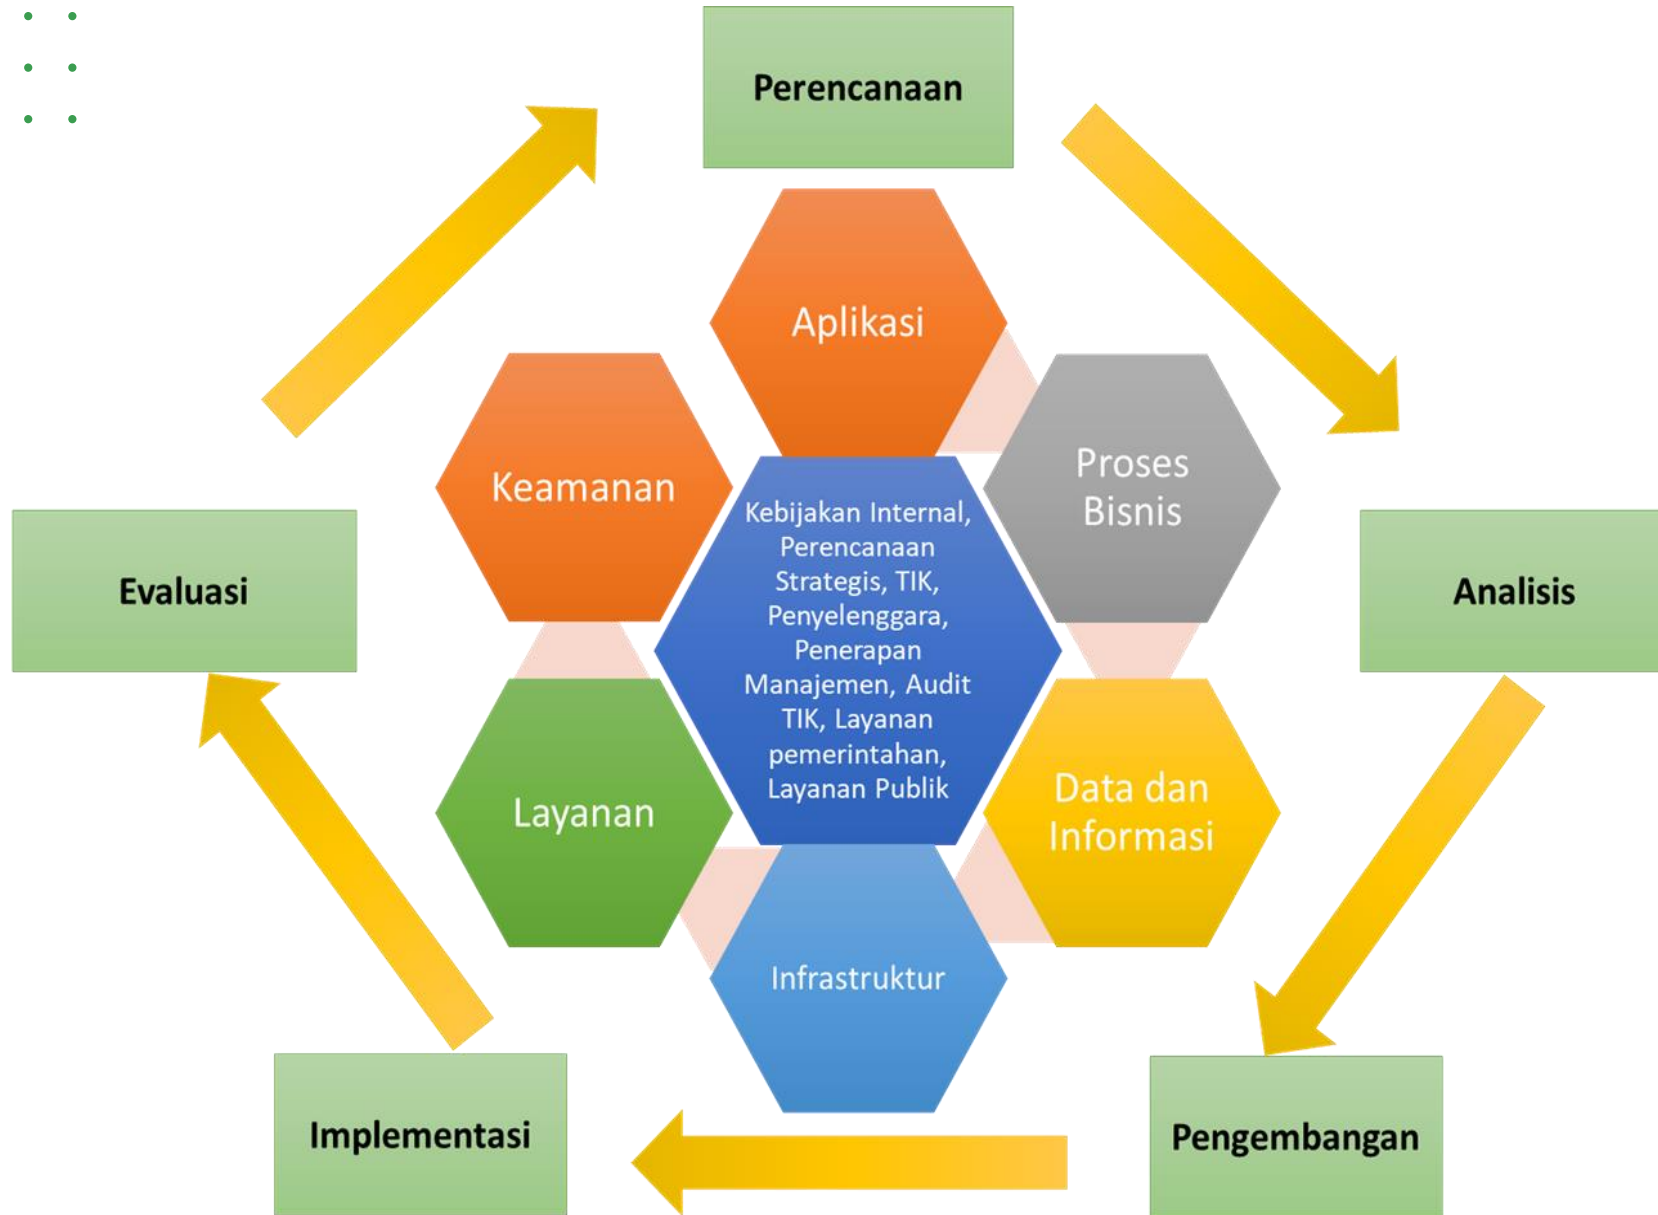 Perencanaan
Aplikasi
Keamanan
Proses
Bisnis
Kebijakan Internal,
Perencanaan
Strategis, TIK,
Penyelenggara,
Penerapan
Manajemen, Audit
TIK, Layanan
pemerintahan,
Layanan Publik
Evaluasi
Analisis
Layanan
Data dan
Informasi
Infrastruktur
Implementasi
Pengembangan